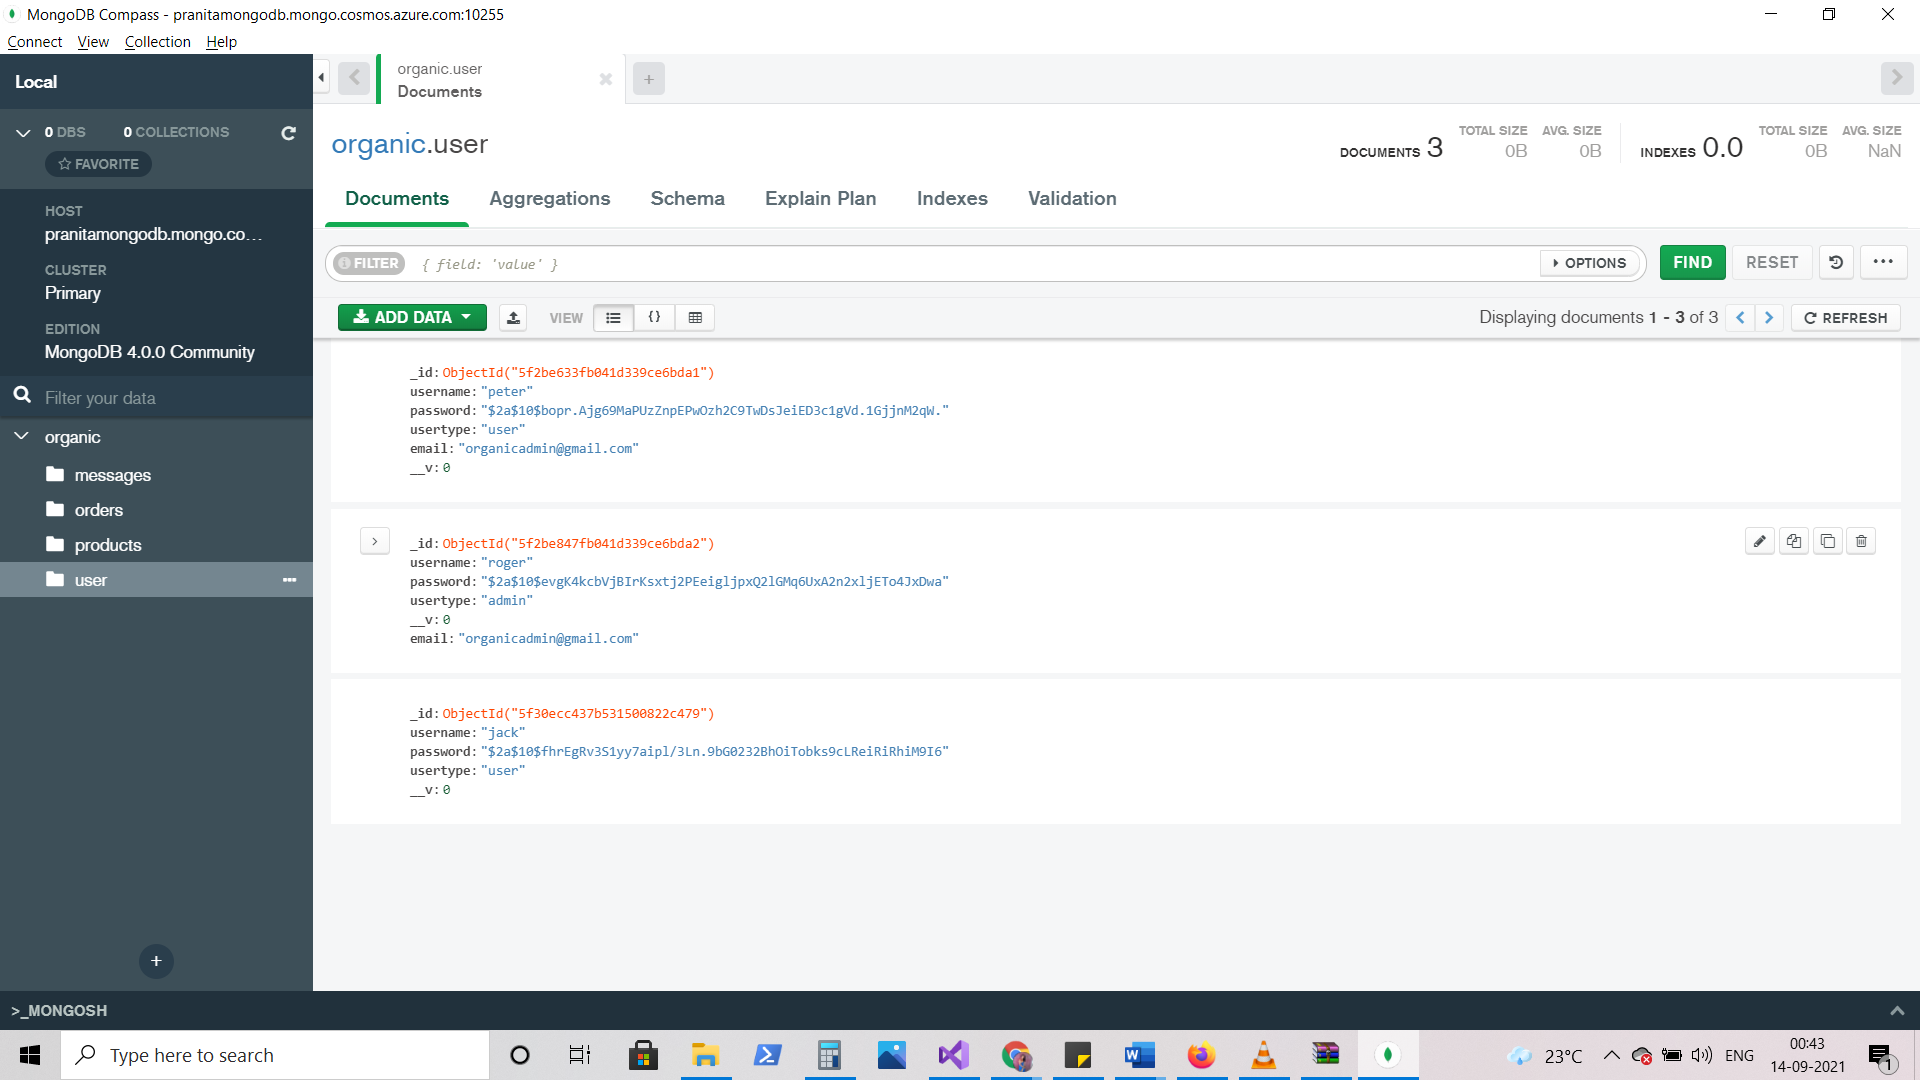 MongoDB Compass - pranitamongodb.mongo.cosmos.azure.com:10255
Connect View Collection Help
Local
0 DBS 0 COLLECTIONS
FAVORITE
HOST
pranitamongodb.mongo.co...
CLUSTER
Primary
EDITION
MongoDB 4.0.0 Community
Filter your data
organic
messages
orders
products
user
organic.user
Documents
organic.user
DOCUMENTS 3 TOTAL SIZE 0B AVG. SIZE 0B INDEXES 0.0 TOTAL SIZE 0B AVG. SIZE NaN
Documents Aggregations Schema Explain Plan Indexes Validation
FILTER { field: 'value' } OPTIONS FIND RESET
ADD DATA VIEW {} Displaying documents 1 - 3 of 3 REFRESH
_id: ObjectId("5f2be633fb041d339ce6bda1")
username: "peter"
password: "$2a$10$bopr.Ajg69MaPUzZnpEPwOzh2C9TwDsJeiED3c1gVd.1GjjnM2qW."
usertype: "user"
email: "organicadmin@gmail.com"
__v: 0
_id: ObjectId("5f2be847fb041d339ce6bda2")
username: "roger"
password: "$2a$10$evgK4kcbVjBIrKsxtj2PEeigljpxQ2lGMq6UxA2n2xljETo4JxDwa"
usertype: "admin"
__v: 0
email: "organicadmin@gmail.com"
_id: ObjectId("5f30ecc437b531500822c479")
username: "jack"
password: "$2a$10$fhrEgRv3S1yy7aipl/3Ln.9bG0232BhOiTobks9cLReiRiRhiM9I6"
usertype: "user"
__v: 0
>_MONGOSH
Type here to search
23°C ENG
00:43
14-09-2021
1